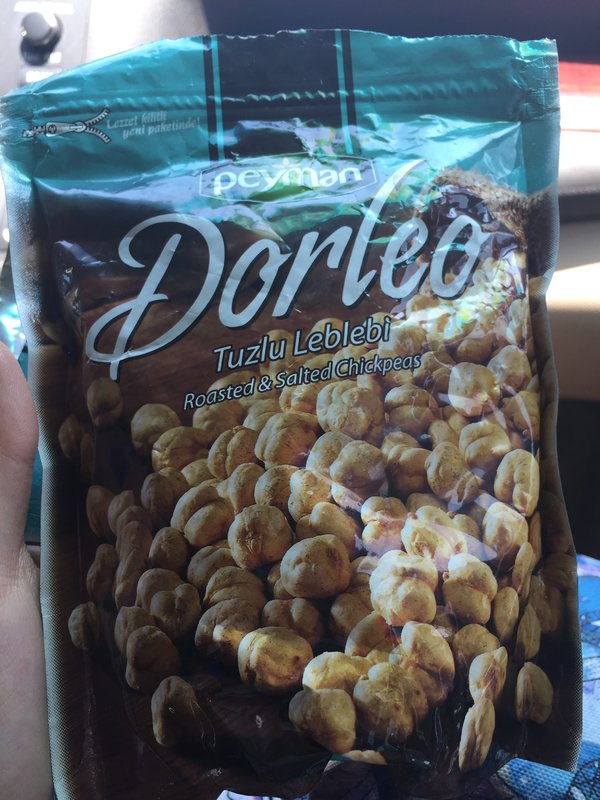 Lezzet kilitli
yeni paketinde!
peyman
Dorleo
Tuzlu Leblebi
Roasted & Salted Chickpeas